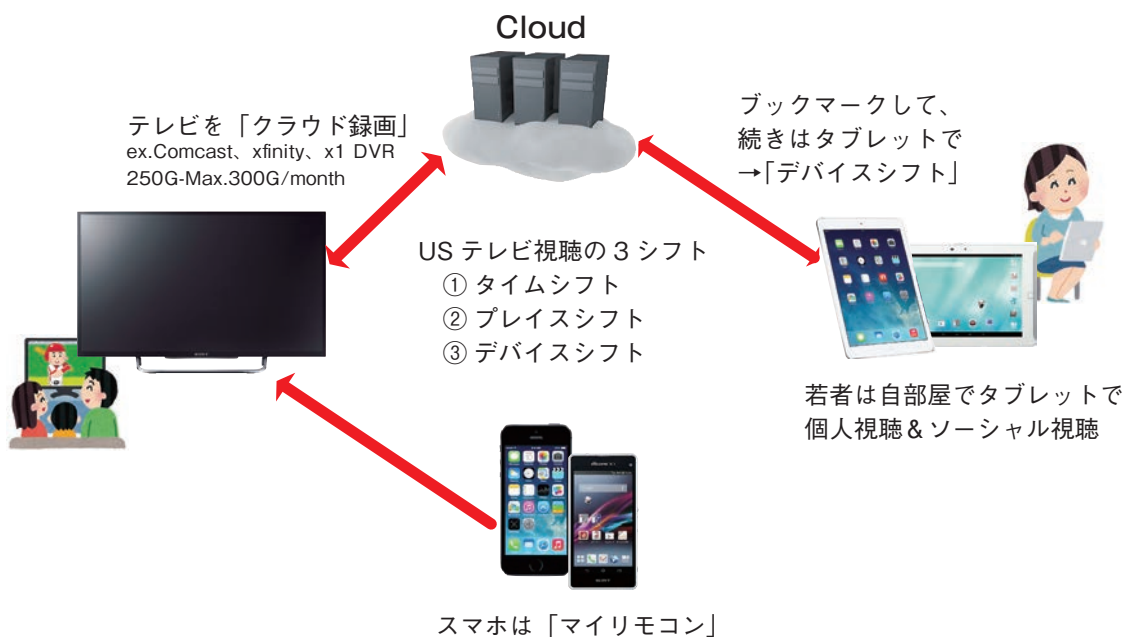 Cloud
テレビを「クラウド録画」
ex.Comcast、xfinity、x1 DVR
250G-Max.300G/month
ブックマークして、
続きはタブレットで
→「デバイスシフト」
US テレビ視聴の 3 シフト
① タイムシフト
② プレイスシフト
③ デバイスシフト
若者は自部屋でタブレットで
個人視聴＆ソーシャル視聴
スマホは「マイリモコン」